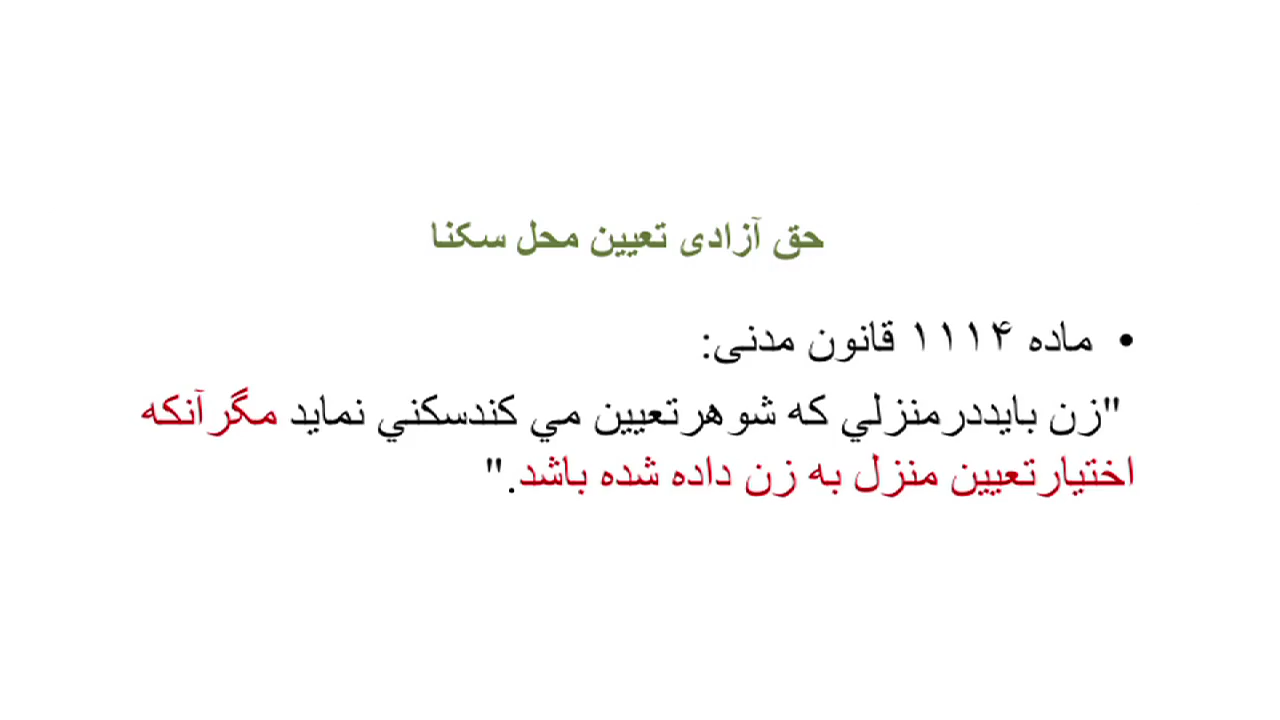 حق آزادی تعیین محل سکنا
• ماده ۱۱۱۴ قانون مدنی:
"زن بايددرمنزلي كه شوهرتعيين مي كندسكني نمايد مگرآنكه
اختيارتعيين منزل به زن داده شده باشد."